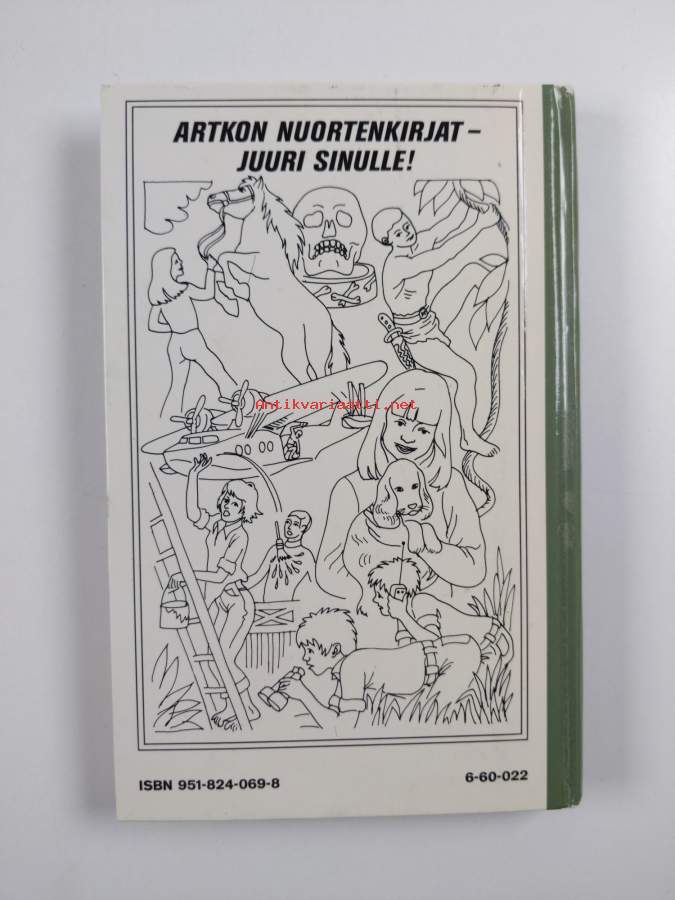 ARTKON NUORTENKIRJAT –
JUURI SINULLE!
Antikvariaatti.net
ISBN 951-824-069-8
6-60-022